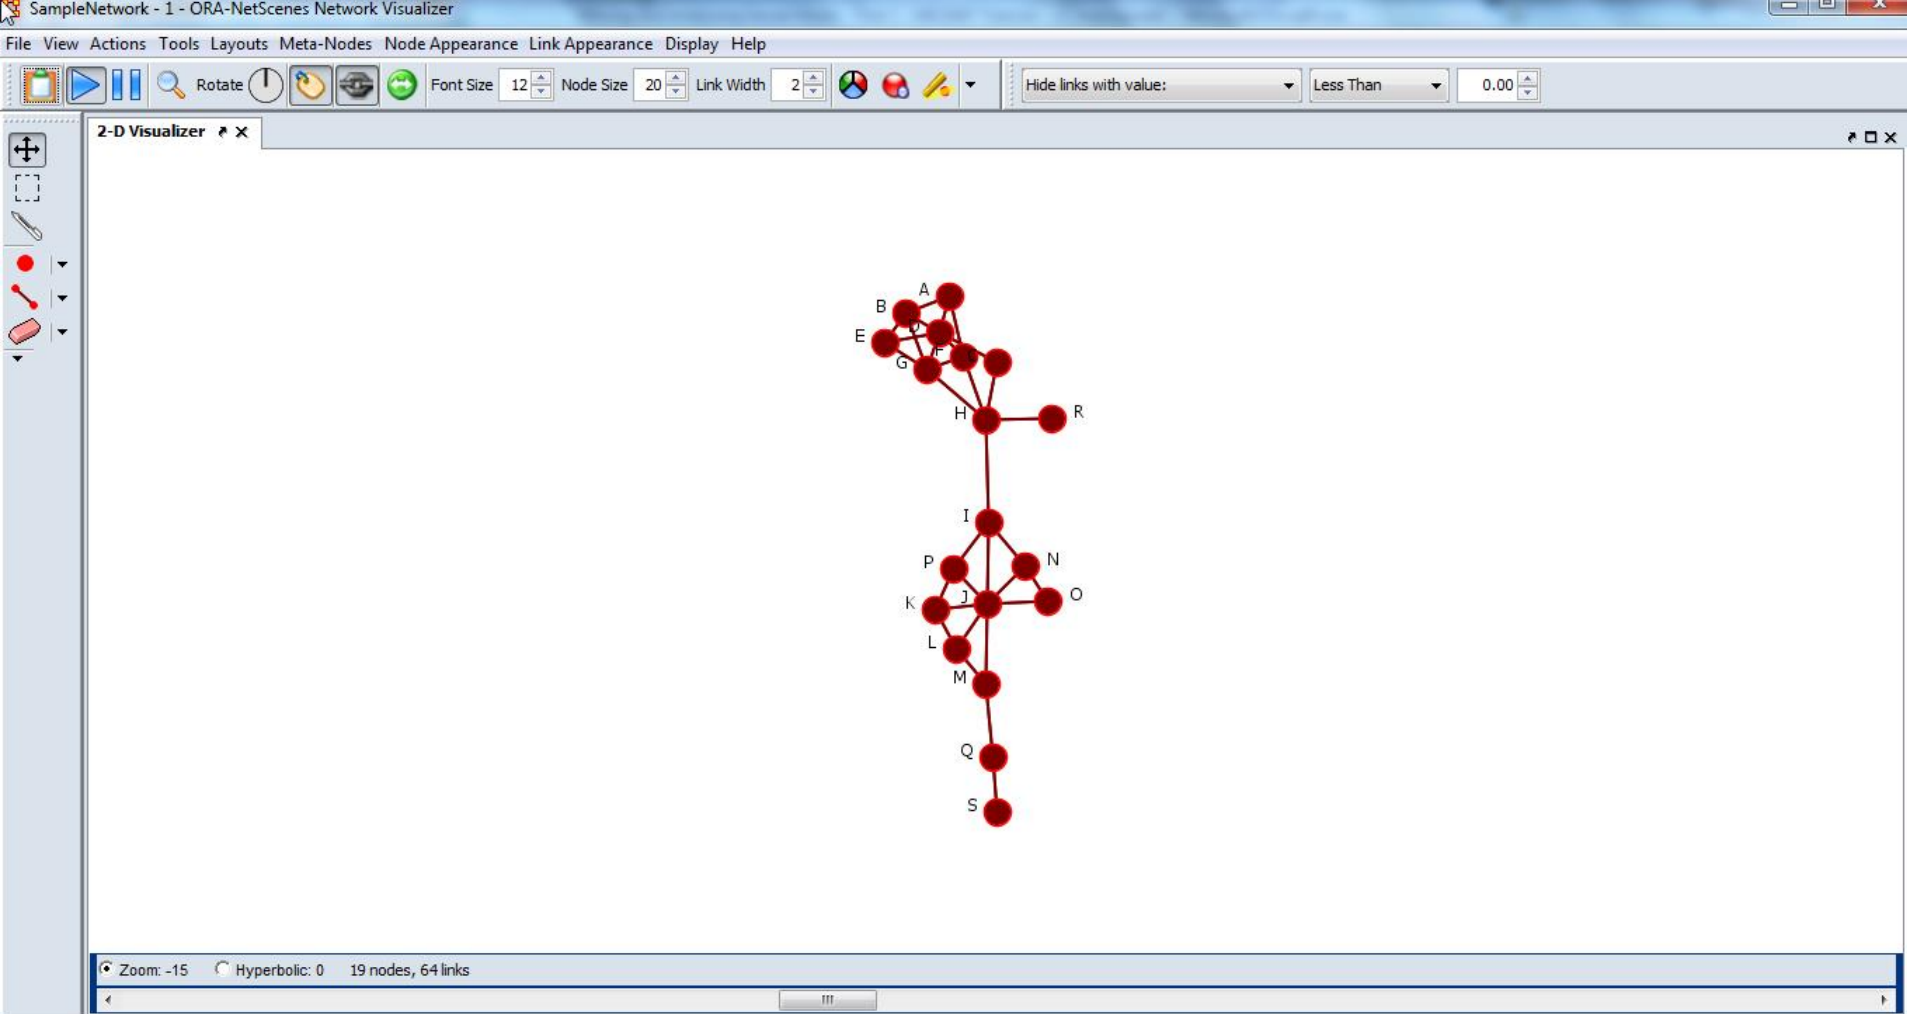 SampleNetwork - 1 - ORA-NetScenes Network Visualizer
File View Actions Tools Layouts Meta-Nodes Node Appearance Link Appearance Display Help
Rotate Font Size 12 Node Size 20 Link Width 2 Hide links with value: Less Than 0.00
2-D Visualizer
A
B
D
E
F
G
H R
I
P N
K J O
L
M
Q
S
Zoom: -15 Hyperbolic: 0 19 nodes, 64 links